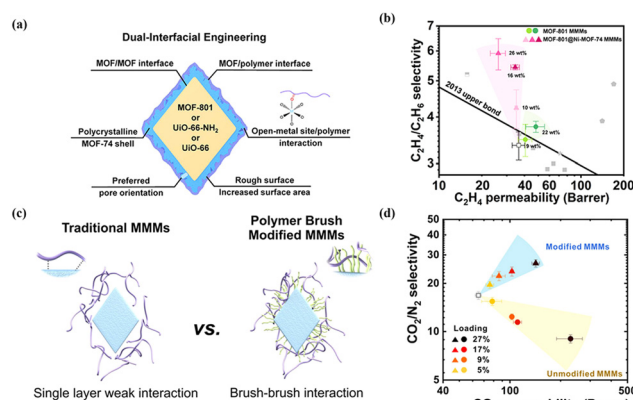 (a)
Dual-Interfacial Engineering
MOF/MOF interface
MOF/polymer interface
MOF-801
or
UiO-66-NH2
or
UiO-66
Polycrystalline
MOF-74 shell
Open-metal site/polymer
interaction
Preferred
pore orientation
Rough surface
Increased surface area
(b)
C2H4/C2H6 selectivity
7
6
5
4
3
MOF-801 MMMs
MOF-801@Ni-MOF-74 MMMs
26 wt%
16 wt%
10 wt%
22 wt%
9 wt%
2013 upper bond
10
100
C2H4 permeability (Barrer)
(c)
Traditional MMMs
Polymer Brush
Modified MMMs
vs.
Single layer weak interaction
Brush-brush interaction
(d)
CO2/N2 selectivity
50
40
30
20
10
5
Modified MMMs
Loading
27%
17%
9%
5%
Unmodified MMMs
40
100
500